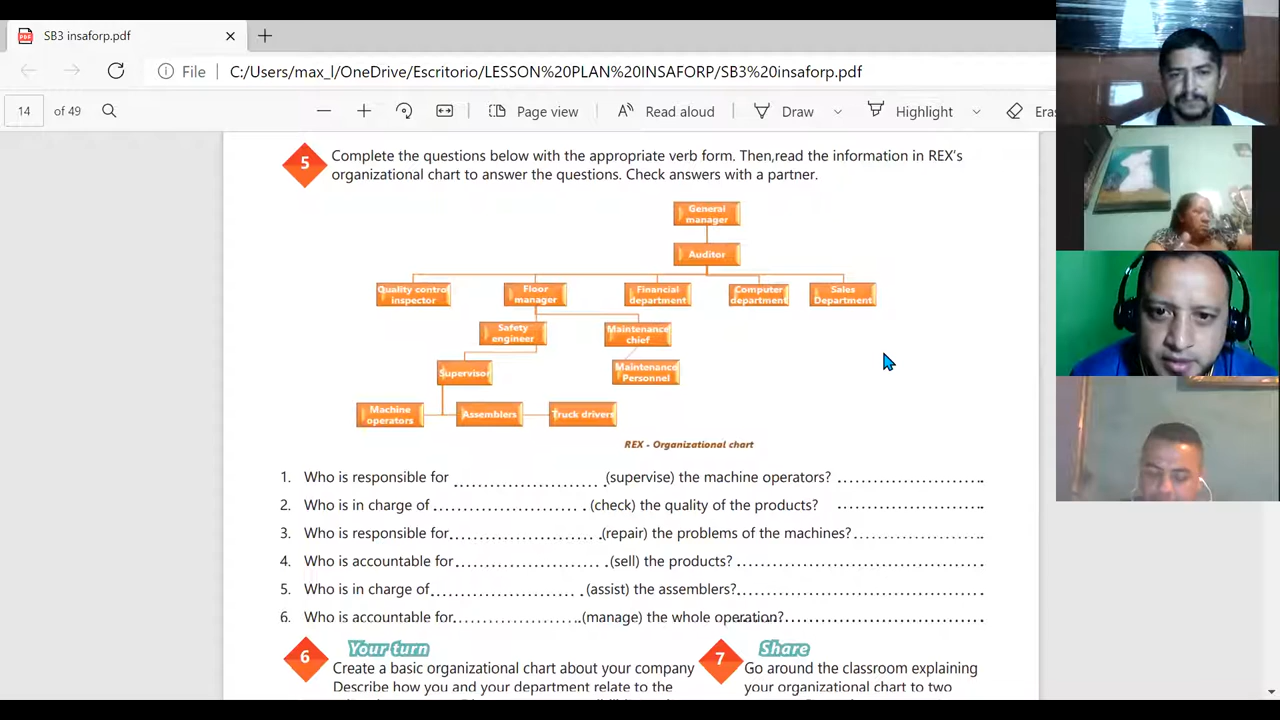 SB3 insaforp.pdf
File
C:/Users/max_l/OneDrive/Escritorio/LESSON%20PLAN%20INSAFORP/SB3%20insaforp.pdf
14 of 49
Page view
Read aloud
Draw
Highlight
Eras
5
Complete the questions below with the appropriate verb form. Then,read the information in REX's
organizational chart to answer the questions. Check answers with a partner.
General
manager
Auditor
Quality control
inspector
Floor
manager
Financial
department
Computer
department
Sales
Department
Safety
engineer
Maintenance
chief
Supervisor
Maintenance
Personnel
Machine
operators
Assemblers
Truck drivers
REX - Organizational chart
1. Who is responsible for ........................ (supervise) the machine operators? ........................
2. Who is in charge of ........................ (check) the quality of the products? ........................
3. Who is responsible for........................ (repair) the problems of the machines? ........................
4. Who is accountable for ........................ (sell) the products? ........................
5. Who is in charge of ........................ (assist) the assemblers? ........................
6. Who is accountable for........................ (manage) the whole operation? ........................
6
Your turn
Create a basic organizational chart about your company
Describe how you and your department relate to the
7
Share
Go around the classroom explaining
your organizational chart to two